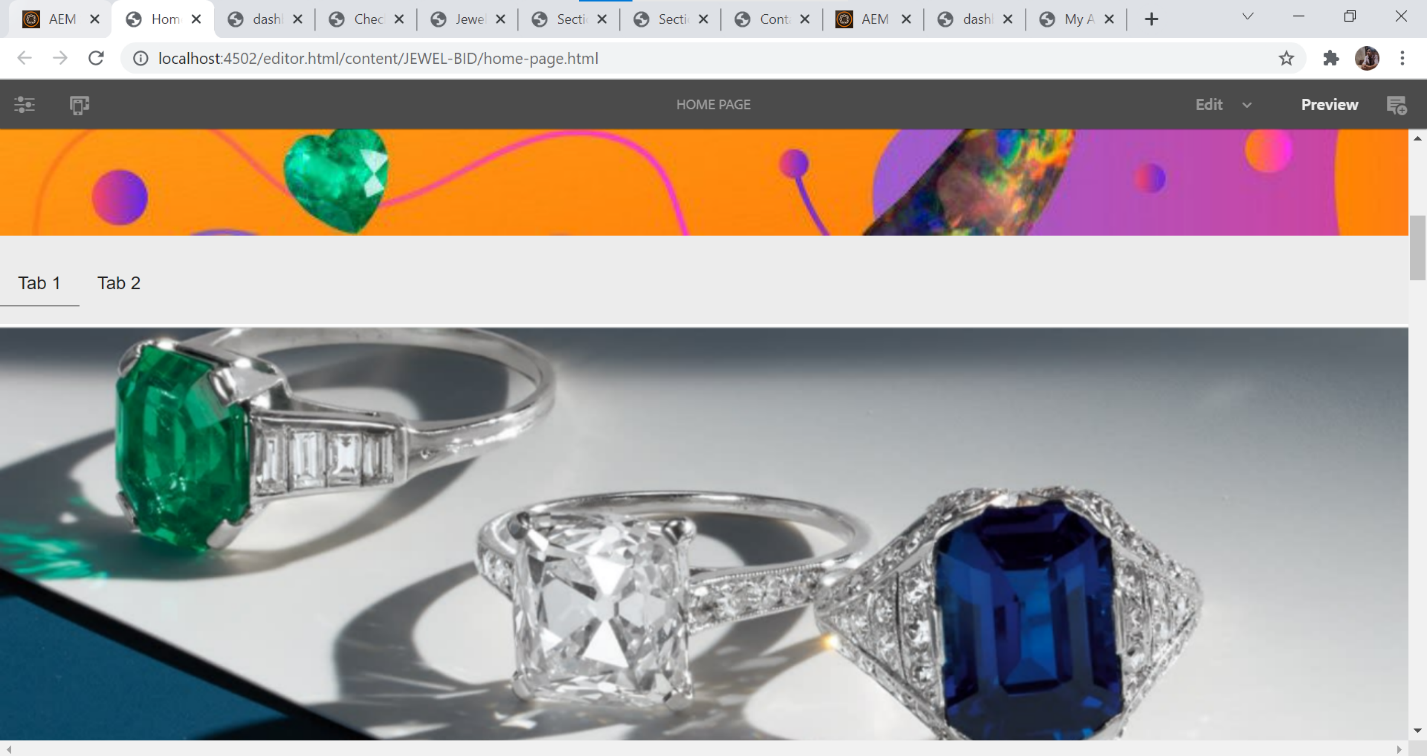 AEM
Hom
dashl
Chec
Jewel
Secti
Secti
Cont
AEM
dashl
My A
localhost:4502/editor.html/content/JEWEL-BID/home-page.html
HOME PAGE
Edit
Preview
Tab 1
Tab 2